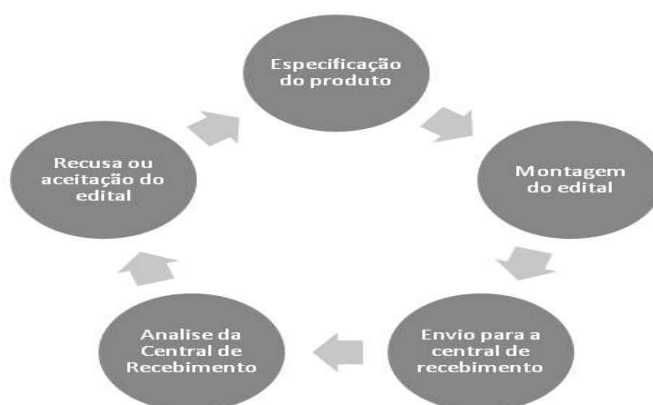 Especificação
do produto
Montagem
do edital
Envio para a
central de
recebimento
Analise da
Central de
Recebimento
Recusa ou
aceitação do
edital